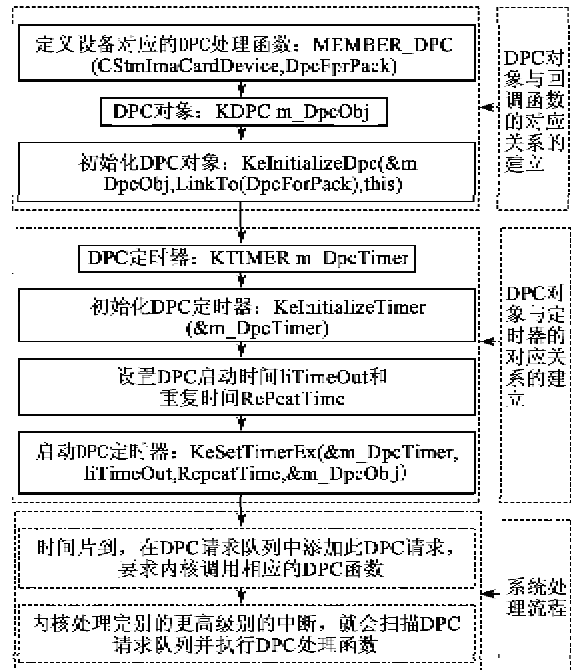 定义设备对应的DPC处理函数：MEMBER_DPC
(CStmImaCardDevice,DpcFprPack)
DPC对象：KDPC m_DpcObj
初始化DPC对象：KeInitializeDpc(&m
DpcObj,LinkTo(DpcForPack),this)
DPC对
象与回
调函数
的对应
关系的
建立
DPC定时器：KTIMER m_DpcTimer
初始化DPC定时器：KeInitializeTimer
(&m_DpcTimer)
设置DPC启动时间liTimeOut和
重复时间RePeatTime
启动DPC定时器：KeSetTimerEx(&m_DpcTimer,
liTimeOut,RepeatTime,&m_DpcObj)
DPC对
象与定
时器的
对应关
系的建
立
时间片到，在DPC请求队列中添加此DPC请求，
要求内核调用相应的DPC函数
内核处理完别的更高级别的中断，就会扫描DPC
请求队列并执行DPC处理函数
系统处
理流程